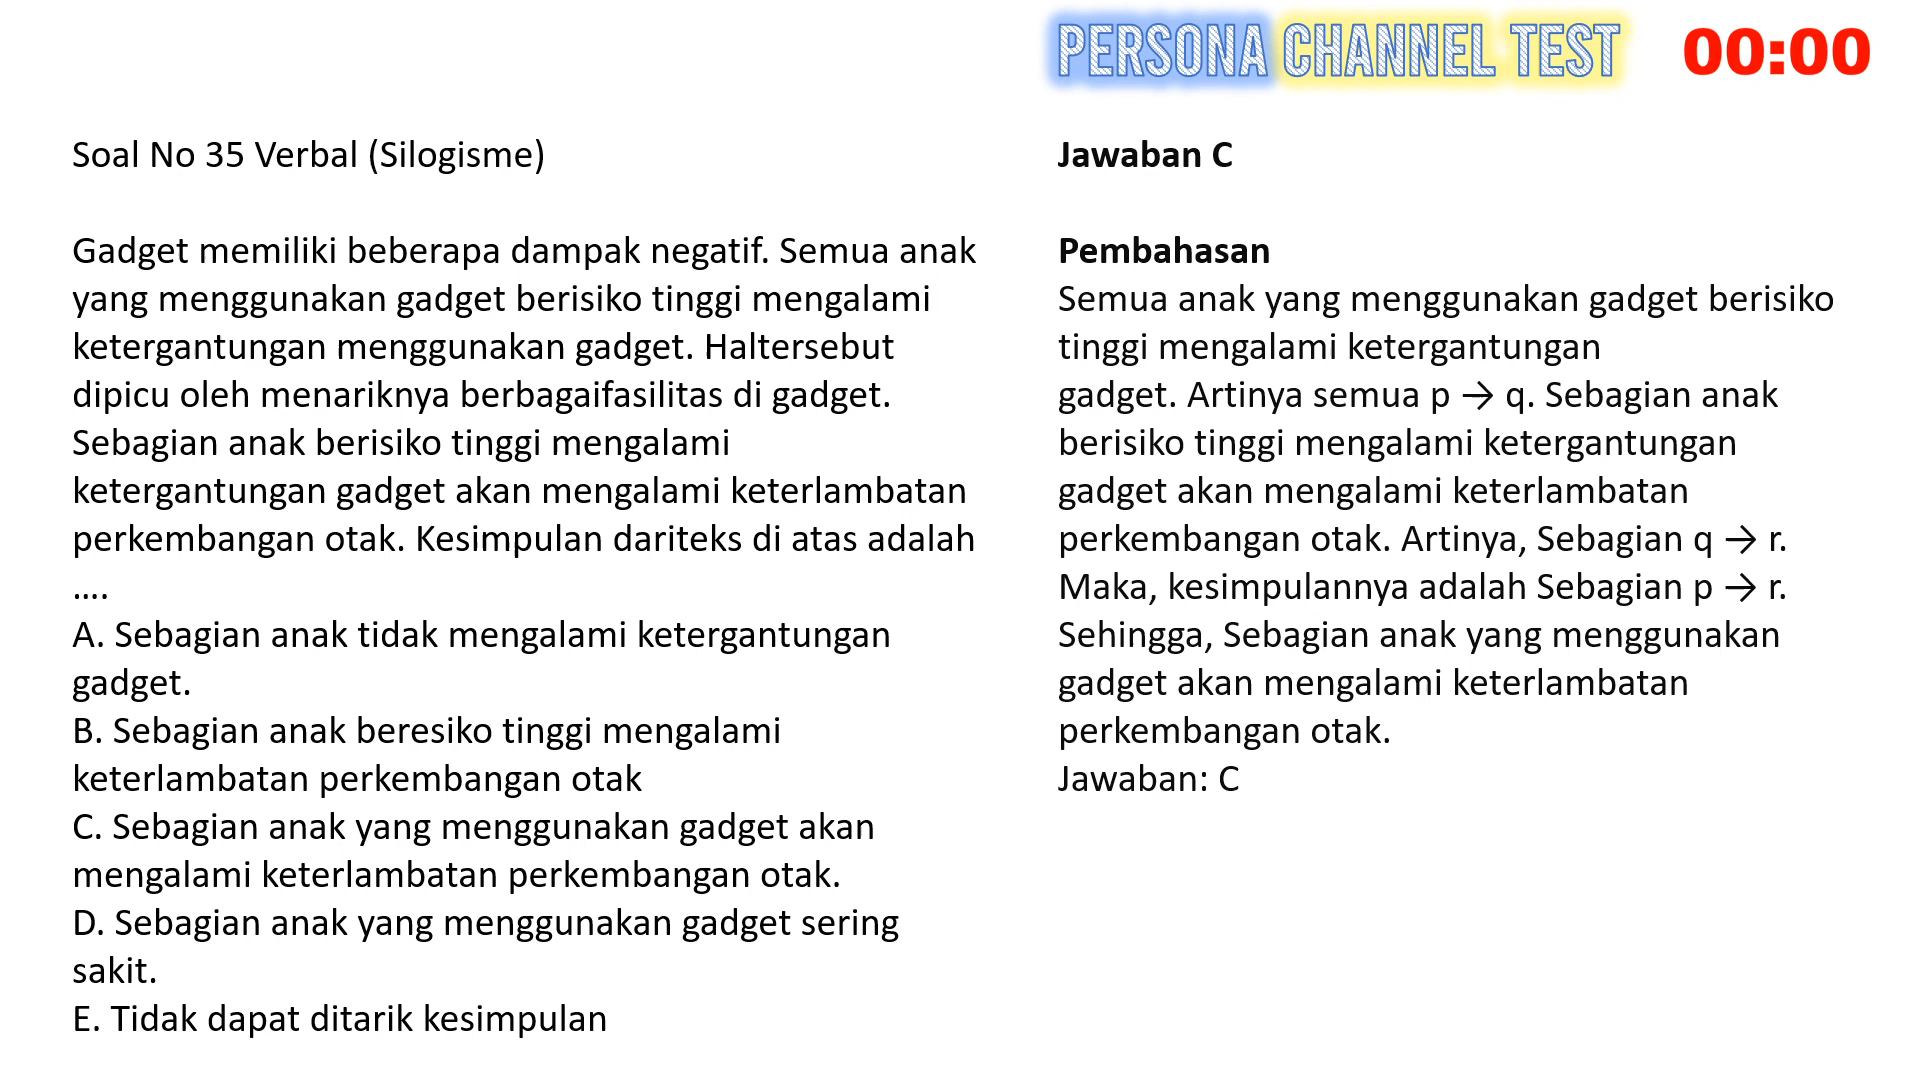 PERSONA CHANNEL TEST 00:00
Soal No 35 Verbal (Silogisme)
Gadget memiliki beberapa dampak negatif. Semua anak
yang menggunakan gadget berisiko tinggi mengalami
ketergantungan menggunakan gadget. Haltersebut
dipicu oleh menariknya berbagaifasilitas di gadget.
Sebagian anak berisiko tinggi mengalami
ketergantungan gadget akan mengalami keterlambatan
perkembangan otak. Kesimpulan dariteks di atas adalah
....
A. Sebagian anak tidak mengalami ketergantungan
gadget.
B. Sebagian anak beresiko tinggi mengalami
keterlambatan perkembangan otak
C. Sebagian anak yang menggunakan gadget akan
mengalami keterlambatan perkembangan otak.
D. Sebagian anak yang menggunakan gadget sering
sakit.
E. Tidak dapat ditarik kesimpulan
Jawaban C
Pembahasan
Semua anak yang menggunakan gadget berisiko
tinggi mengalami ketergantungan
gadget. Artinya semua p → q. Sebagian anak
berisiko tinggi mengalami ketergantungan
gadget akan mengalami keterlambatan
perkembangan otak. Artinya, Sebagian q → r.
Maka, kesimpulannya adalah Sebagian p → r.
Sehingga, Sebagian anak yang menggunakan
gadget akan mengalami keterlambatan
perkembangan otak.
Jawaban: C